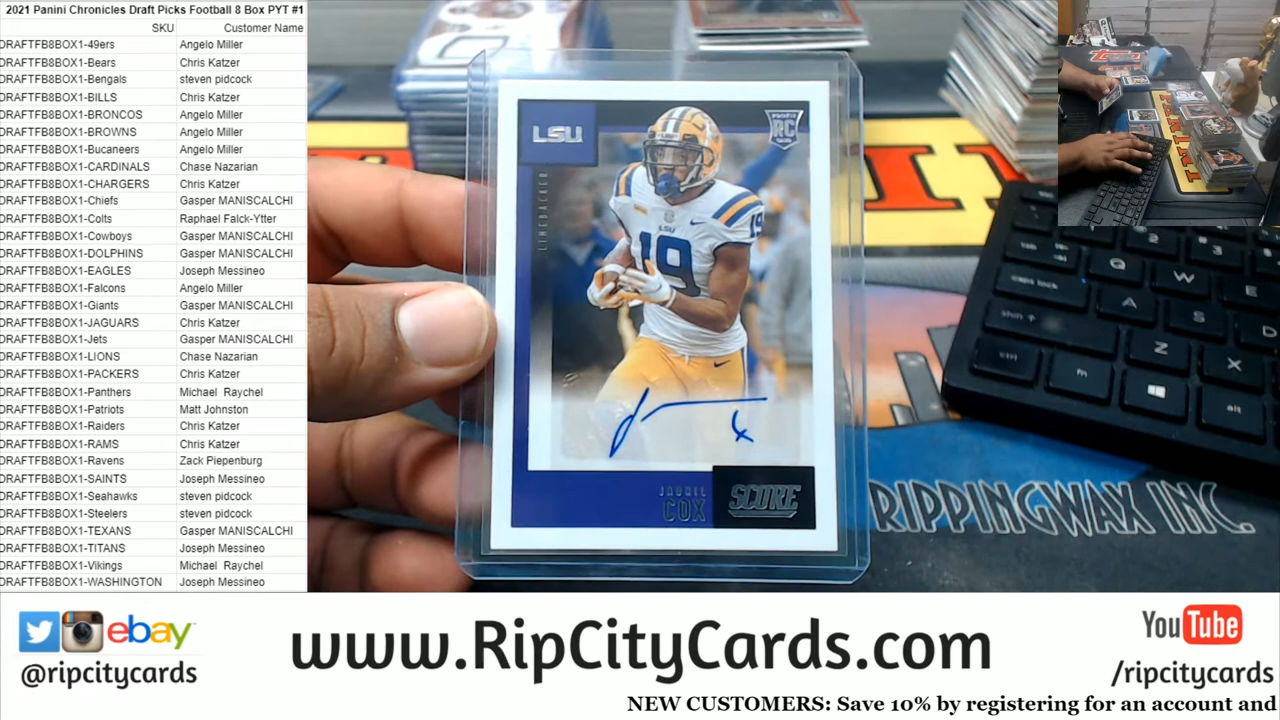 2021 Panini Chronicles Draft Picks Football 8 Box PYT #1
SKU Customer Name
DRAFTFB8BOX1-49ers Angelo Miller
DRAFTFB8BOX1-Bears Chris Katzer
DRAFTFB8BOX1-Bengals steven pidcock
DRAFTFB8BOX1-BILLS Chris Katzer
DRAFTFB8BOX1-BRONCOS Angelo Miller
DRAFTFB8BOX1-BROWNS Angelo Miller
DRAFTFB8BOX1-Bucaneers Angelo Miller
DRAFTFB8BOX1-CARDINALS Chase Nazarian
DRAFTFB8BOX1-CHARGERS Chris Katzer
DRAFTFB8BOX1-Chiefs Gasper MANISCALCHI
DRAFTFB8BOX1-Colts Raphael Falck-Ytter
DRAFTFB8BOX1-Cowboys Gasper MANISCALCHI
DRAFTFB8BOX1-DOLPHINS Gasper MANISCALCHI
DRAFTFB8BOX1-EAGLES Joseph Messineo
DRAFTFB8BOX1-Falcons Angelo Miller
DRAFTFB8BOX1-Giants Gasper MANISCALCHI
DRAFTFB8BOX1-JAGUARS Chris Katzer
DRAFTFB8BOX1-Jets Gasper MANISCALCHI
DRAFTFB8BOX1-LIONS Chase Nazarian
DRAFTFB8BOX1-PACKERS Chris Katzer
DRAFTFB8BOX1-Panthers Michael Raychel
DRAFTFB8BOX1-Patriots Matt Johnston
DRAFTFB8BOX1-Raiders Chris Katzer
DRAFTFB8BOX1-RAMS Chris Katzer
DRAFTFB8BOX1-Ravens Zack Piepenburg
DRAFTFB8BOX1-SAINTS Joseph Messineo
DRAFTFB8BOX1-Seahawks steven pidcock
DRAFTFB8BOX1-Steelers steven pidcock
DRAFTFB8BOX1-TEXANS Gasper MANISCALCHI
DRAFTFB8BOX1-TITANS Joseph Messineo
DRAFTFB8BOX1-Vikings Michael Raychel
DRAFTFB8BOX1-WASHINGTON Joseph Messineo
LSU
RC
LINEBACKER
LSU
19
19
JABRIL
COX
SCORE
Q W E
caps lock A S D
shift Z X
ctrl fn alt
RIPPINGWAX INC.
ebay
@ripcitycards
www.RipCityCards.com
YouTube
/ripcitycards
NEW CUSTOMERS: Save 10% by registering for an account and